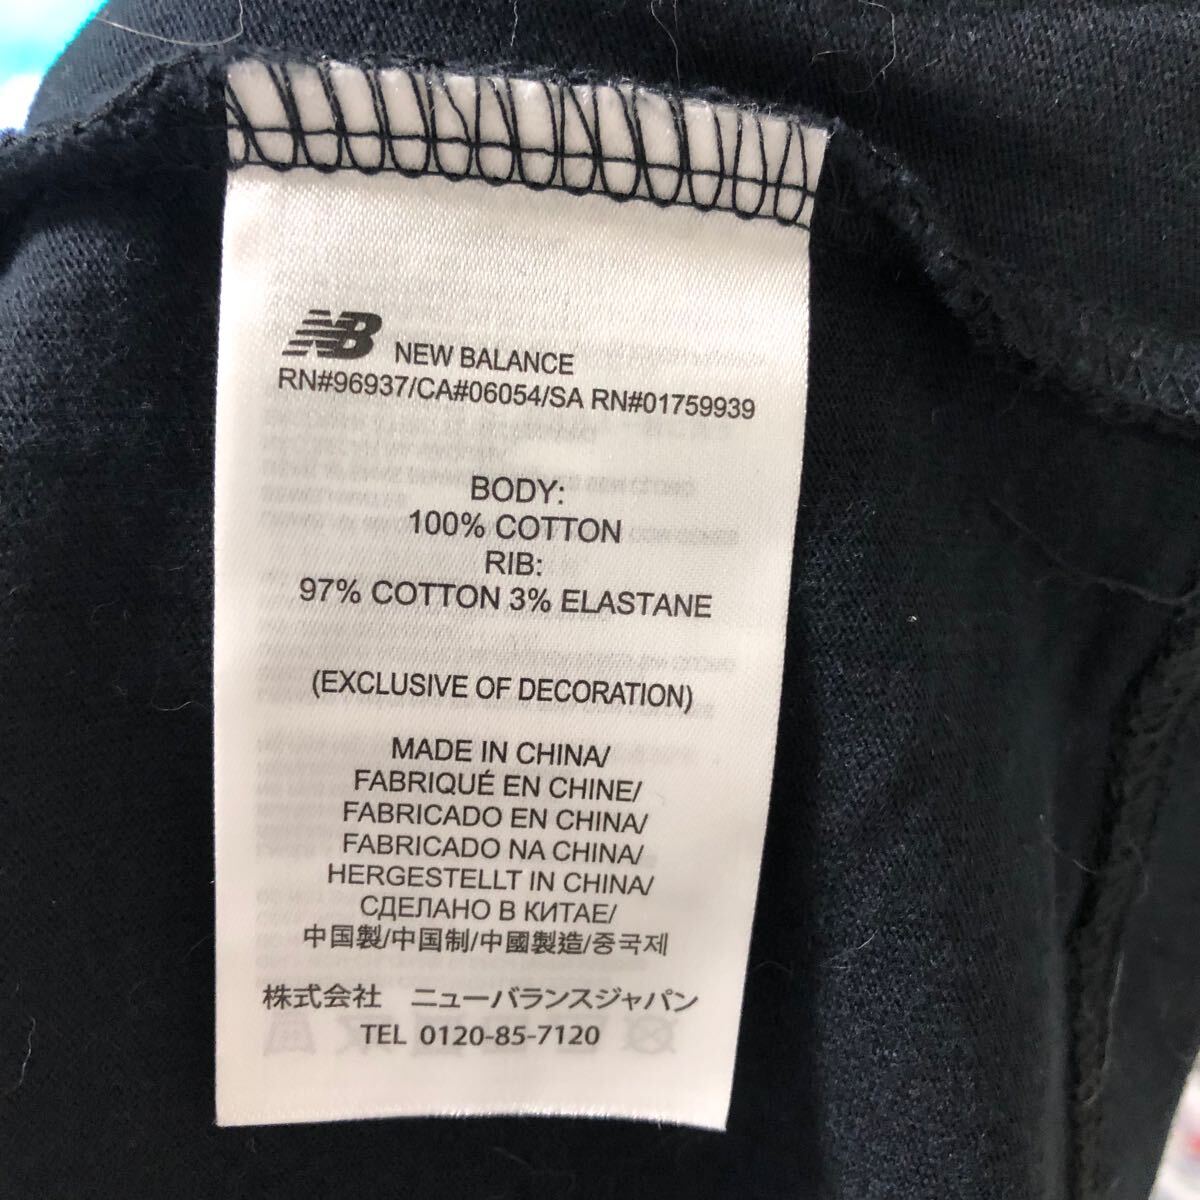 NB NEW BALANCE
RN#96937/CA#06054/SA RN#01759939
BODY:
100% COTTON
RIB:
97% COTTON 3% ELASTANE
(EXCLUSIVE OF DECORATION)
MADE IN CHINA/
FABRIQUÉ EN CHINE/
FABRICADO EN CHINA/
FABRICADO NA CHINA/
HERGESTELLT IN CHINA/
СДЕЛАНО В КИТАЕ/
中国製/中国制/中國製造/중국제
株式会社 ニューバランスジャパン
TEL 0120-85-7120